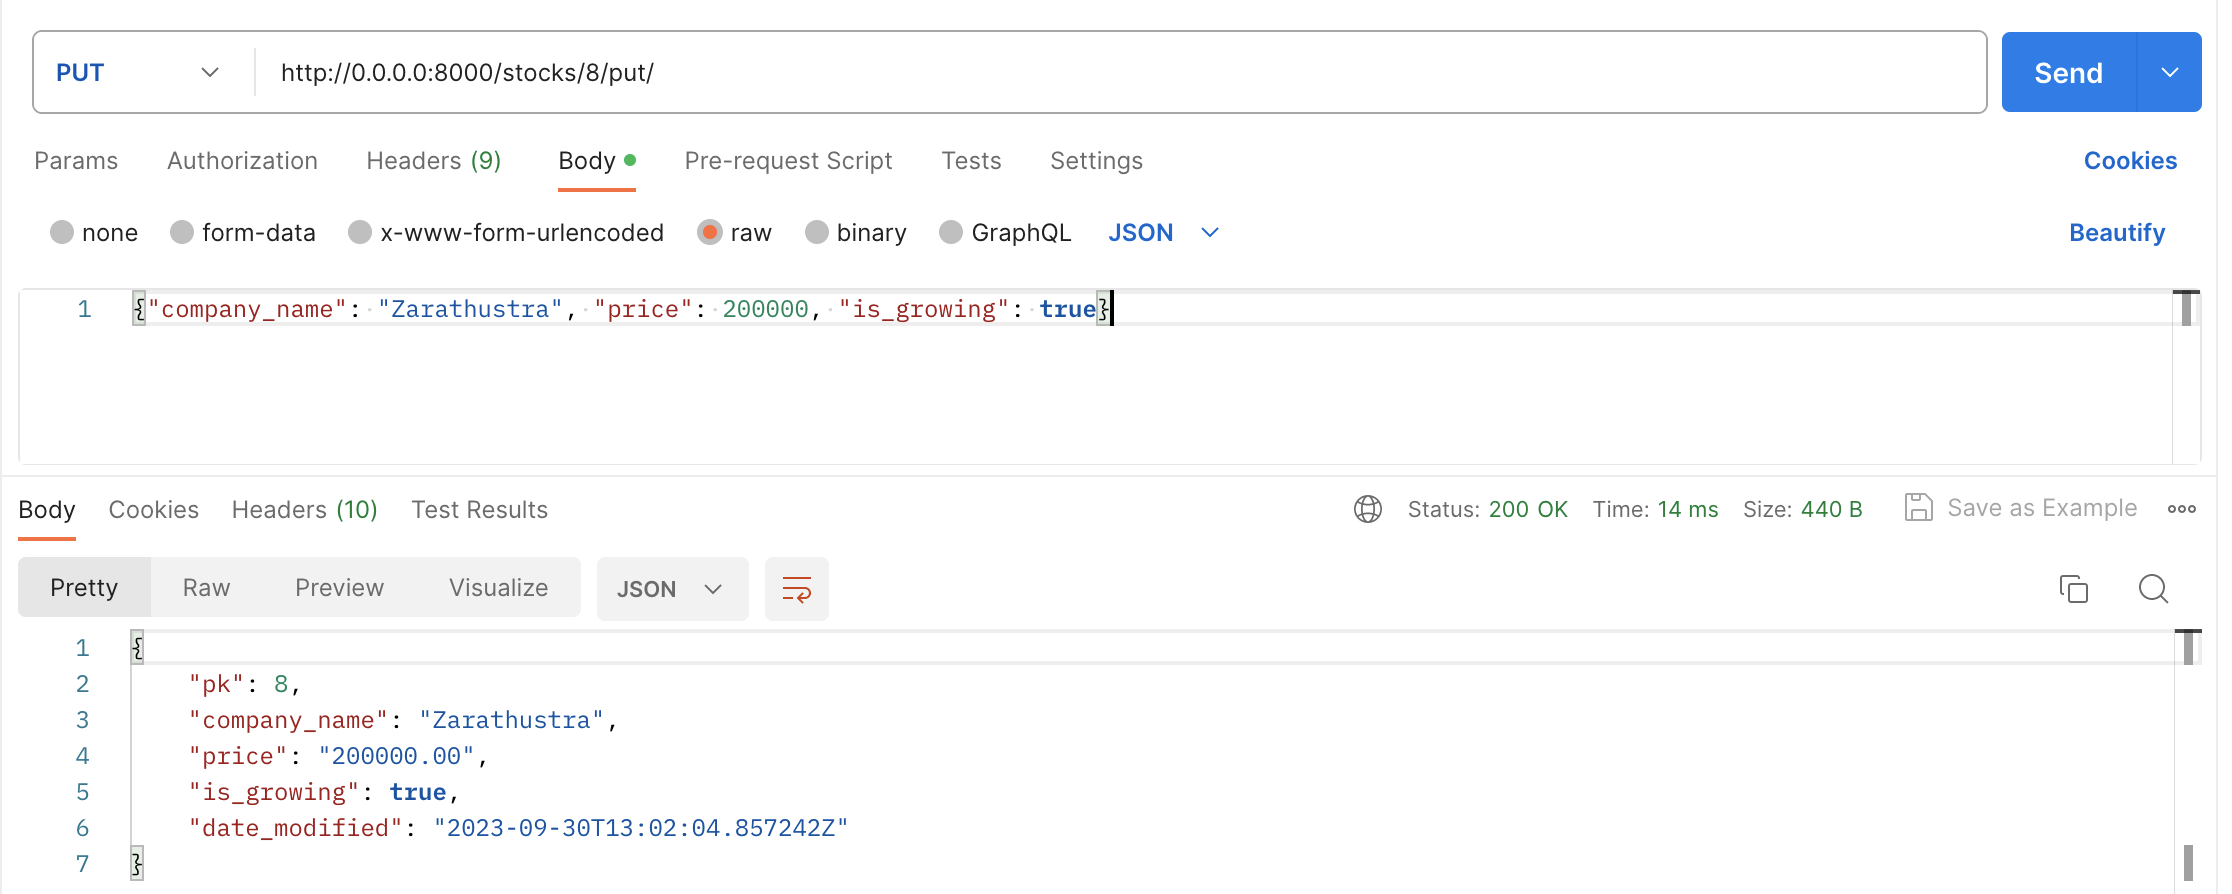 PUT http://0.0.0.0:8000/stocks/8/put/ Send
Params Authorization Headers (9) Body Pre-request Script Tests Settings Cookies
none form-data x-www-form-urlencoded raw binary GraphQL JSON Beautify
1 {"company_name": "Zarathustra", "price": 200000, "is_growing": true}
Body Cookies Headers (10) Test Results Status: 200 OK Time: 14 ms Size: 440 B Save as Example
Pretty Raw Preview Visualize JSON
1 {
2 "pk": 8,
3 "company_name": "Zarathustra",
4 "price": "200000.00",
5 "is_growing": true,
6 "date_modified": "2023-09-30T13:02:04.857242Z"
7 }